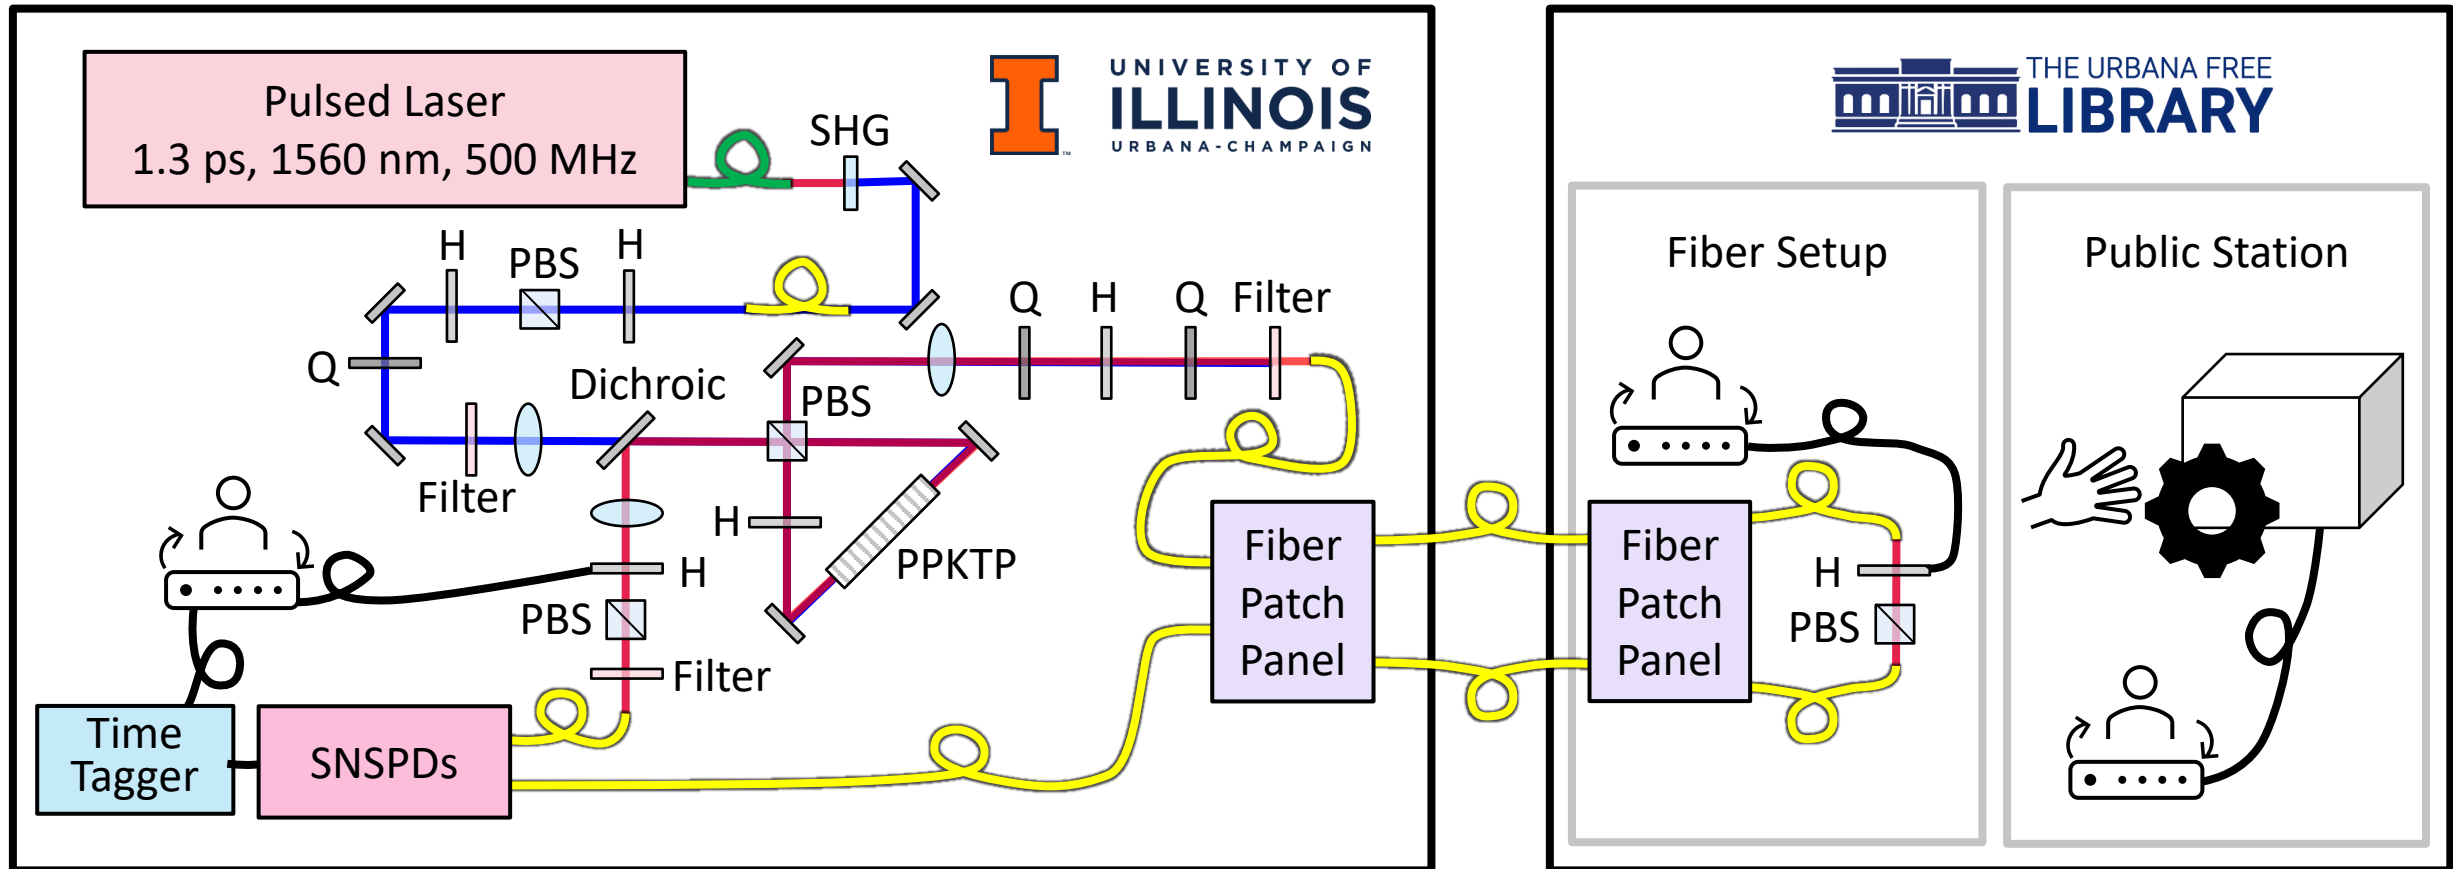 Pulsed Laser
1.3 ps, 1560 nm, 500 MHz
SHG
UNIVERSITY OF
ILLINOIS
URBANA-CHAMPAIGN
™
H
PBS
H
Q
Dichroic
Filter
Q
H
Q
Filter
PBS
H
PPKTP
H
PBS
Filter
Time
Tagger
SNSPDs
Fiber
Patch
Panel
THE URBANA FREE
LIBRARY
Fiber Setup
Fiber
Patch
Panel
H
PBS
Public Station